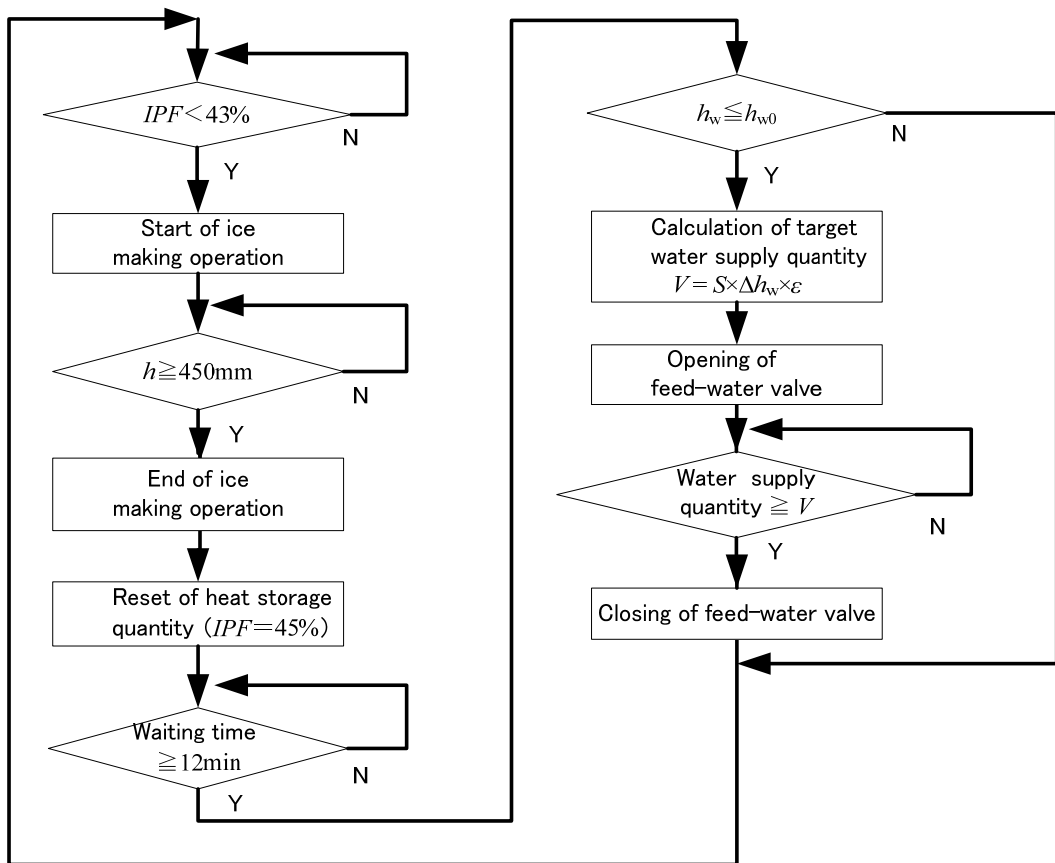 IPF＜43%
N
Y
Start of ice
making operation
h≧450mm
N
Y
End of ice
making operation
Reset of heat storage
quantity (IPF＝45%)
Waiting time
≧12min
N
Y
hw≦hw0
N
Y
Calculation of target
water supply quantity
V = S×Δhw×ε
Opening of
feed-water valve
Water supply
quantity ≧ V
N
Y
Closing of feed-water valve